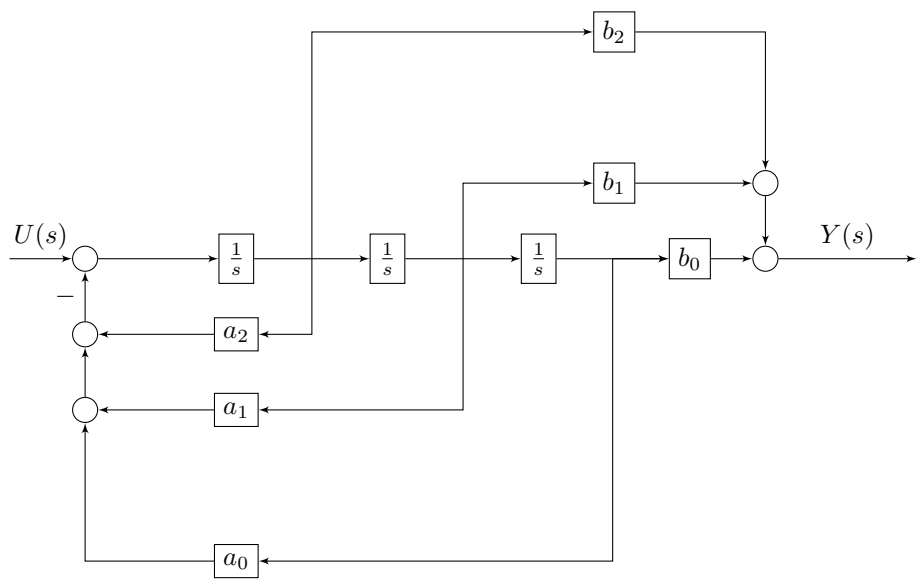 b₂
b₁
U(s)
Y(s)
1/s
1/s
1/s
b₀
−
a₂
a₁
a₀